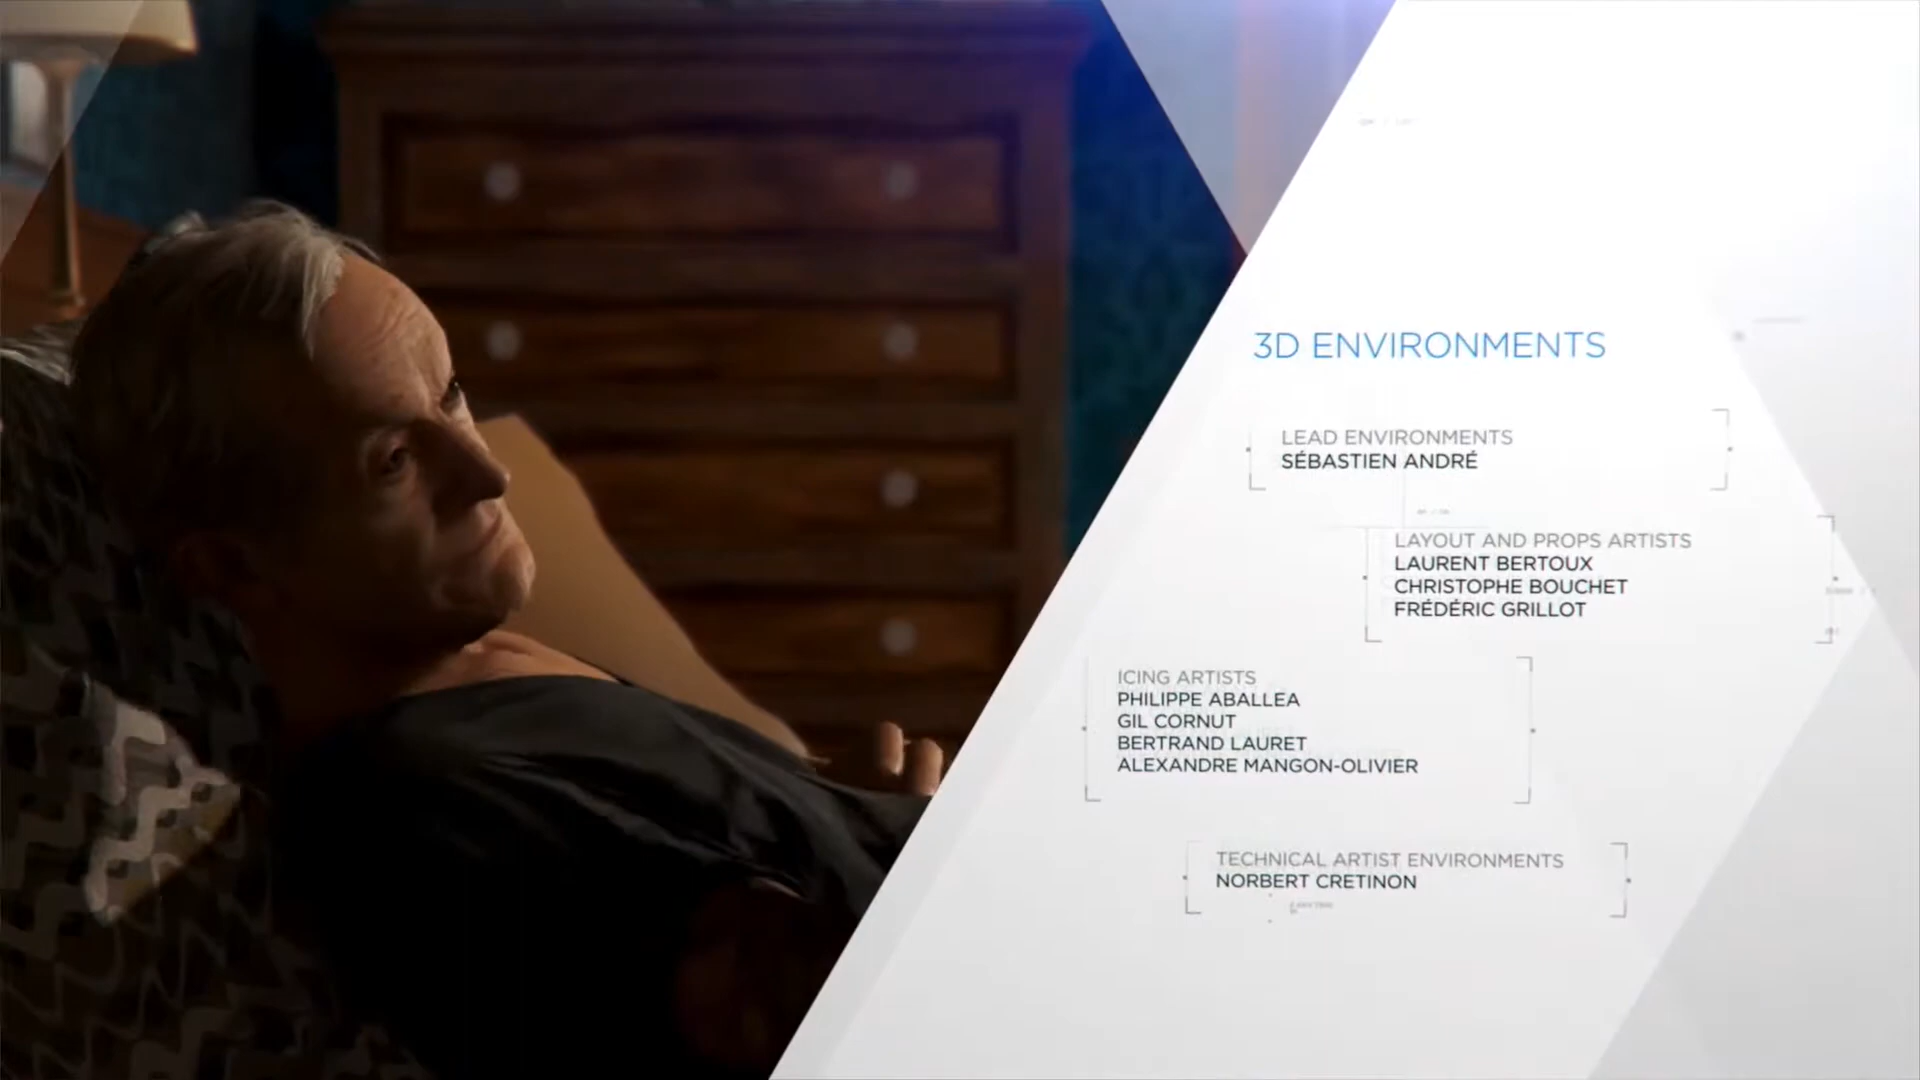 3D ENVIRONMENTS
LEAD ENVIRONMENTS
SÉBASTIEN ANDRÉ
LAYOUT AND PROPS ARTISTS
LAURENT BERTOUX
CHRISTOPHE BOUCHET
FRÉDÉRIC GRILLOT
ICING ARTISTS
PHILIPPE ABALLEA
GIL CORNUT
BERTRAND LAURET
ALEXANDRE MANGON-OLIVIER
TECHNICAL ARTIST ENVIRONMENTS
NORBERT CRETINON